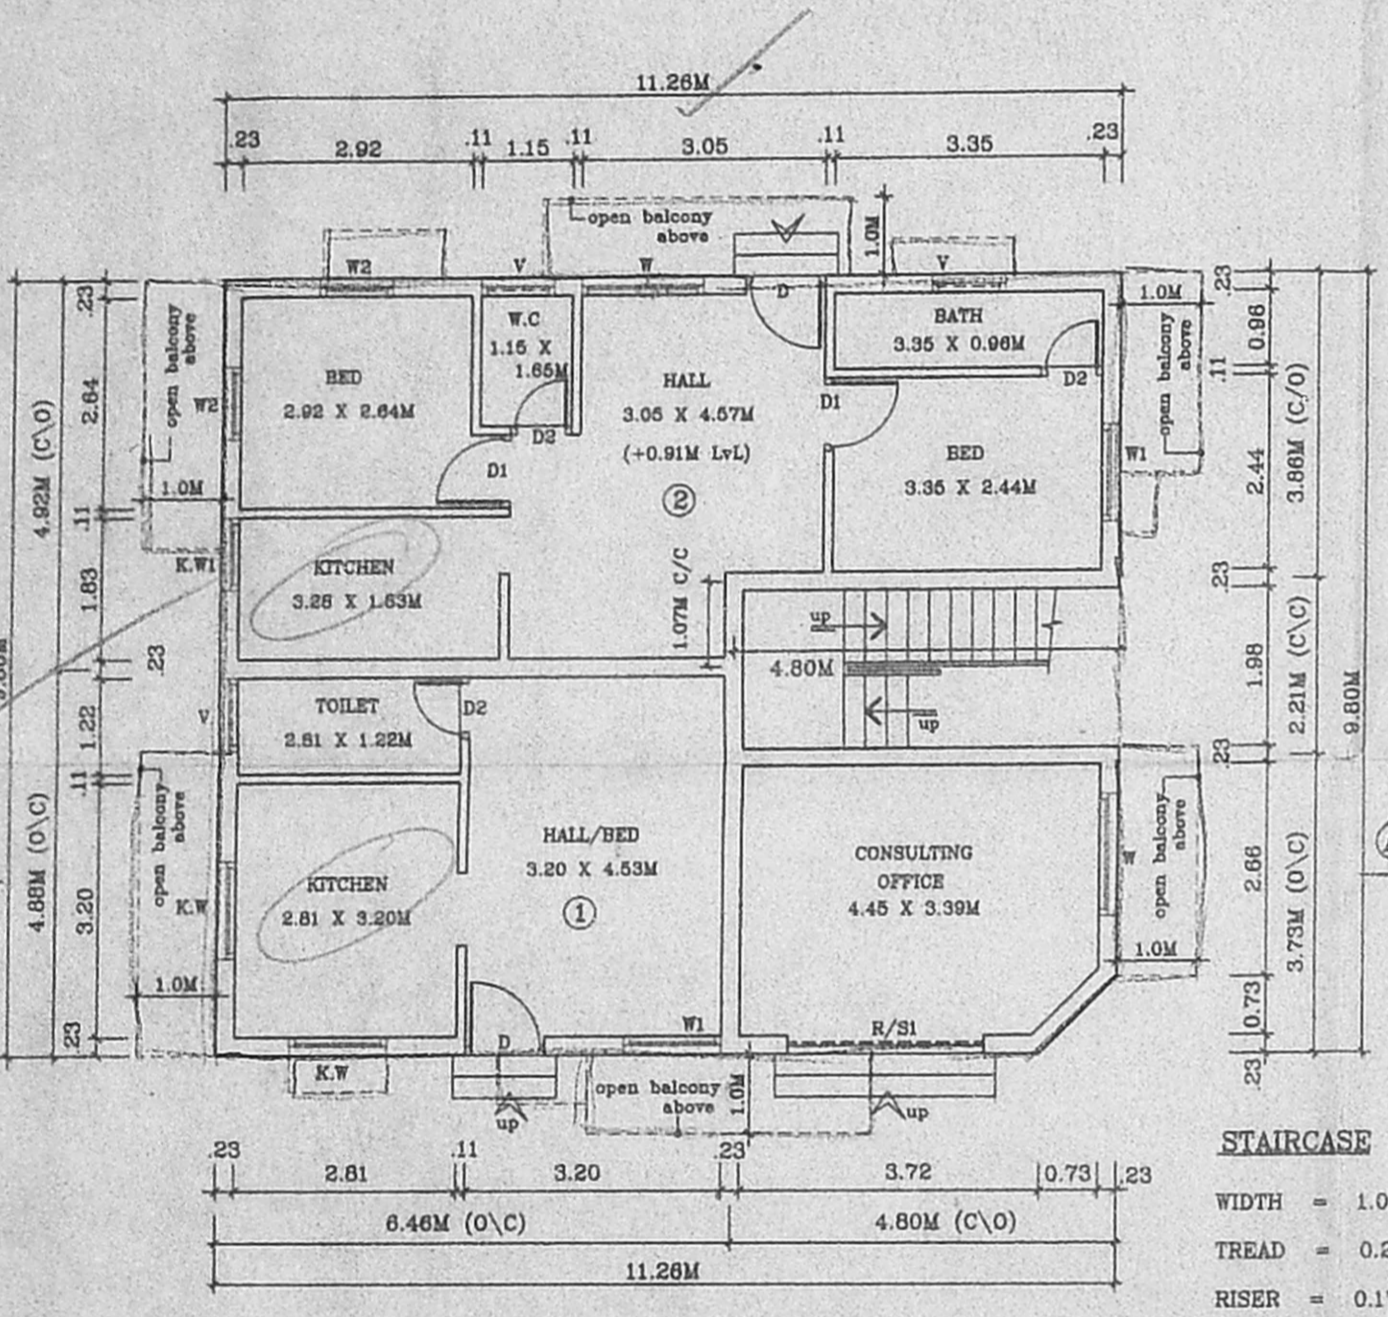 11.26M
.23 2.92 .11 1.15 .11 3.05 .11 3.35 .23
open balcony
above
1.0M
W2 V W D V
.23 2.64 .11 1.83 .23 1.22 .11 3.20 .23
4.92M (C\O)
4.88M (O\C)
open balcony
above
1.0M
W2
K.W1
V
BED
2.92 X 2.64M
D1
W.C
1.15 X
1.65M
D2
HALL
3.05 X 4.57M
(+0.91M LvL)
2
BATH
3.35 X 0.96M
D2
D1
BED
3.35 X 2.44M
W1
1.0M
open balcony
above
.23 0.96 .11 2.44 .23 1.98 .23 2.66 0.73 .23
3.86M (C/O)
2.21M (C\C)
3.73M (O\C)
9.80M
KITCHEN
3.26 X 1.63M
1.07M C/C
up
4.80M
up
TOILET
2.81 X 1.22M
D2
open balcony
above
K.W
1.0M
KITCHEN
2.81 X 3.20M
HALL/BED
3.20 X 4.53M
1
CONSULTING
OFFICE
4.45 X 3.39M
W
open balcony
above
1.0M
D
W1
R/S1
K.W
up
open balcony
above
1.0M
up
.23 2.81 .11 3.20 .23 3.72 0.73 .23
6.46M (O\C) 4.80M (C\O)
11.26M
STAIRCASE
WIDTH = 1.0
TREAD = 0.2
RISER = 0.1